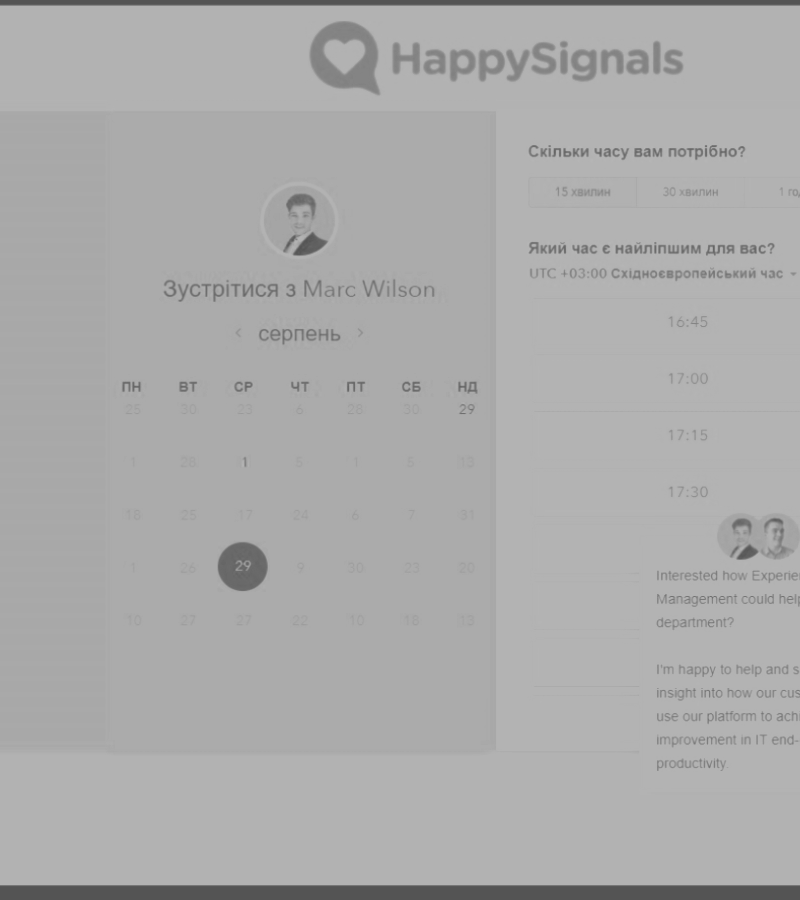 HappySignals
Зустрітися з Marc Wilson
‹ серпень ›
ПН ВТ СР ЧТ ПТ СБ НД
25 30 23 6 28 30 29
1 28 1 5 1 5 13
18 25 17 24 6 7 31
1 26 29 9 30 23 20
10 27 27 22 10 18 13
Скільки часу вам потрібно?
15 хвилин 30 хвилин 1 го
Який час є найліпшим для вас?
UTC +03:00 Східноєвропейський час
16:45
17:00
17:15
17:30
Interested how Experie
Management could help
department?
I'm happy to help and s
insight into how our cus
use our platform to achi
improvement in IT end-
productivity.